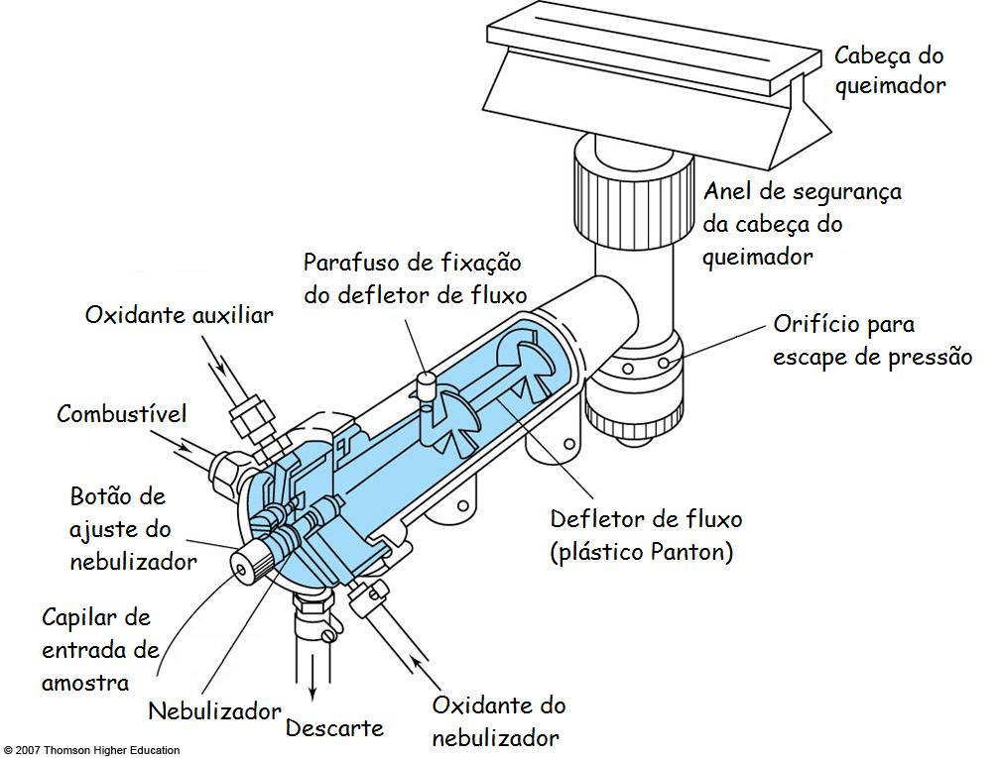 Cabeça do
queimador
Anel de segurança
da cabeça do
queimador
Parafuso de fixação
do defletor de fluxo
Oxidante auxiliar
Orifício para
escape de pressão
Combustível
Botão de
ajuste do
nebulizador
Defletor de fluxo
(plástico Panton)
Capilar de
entrada de
amostra
Nebulizador
Descarte
Oxidante do
nebulizador
© 2007 Thomson Higher Education